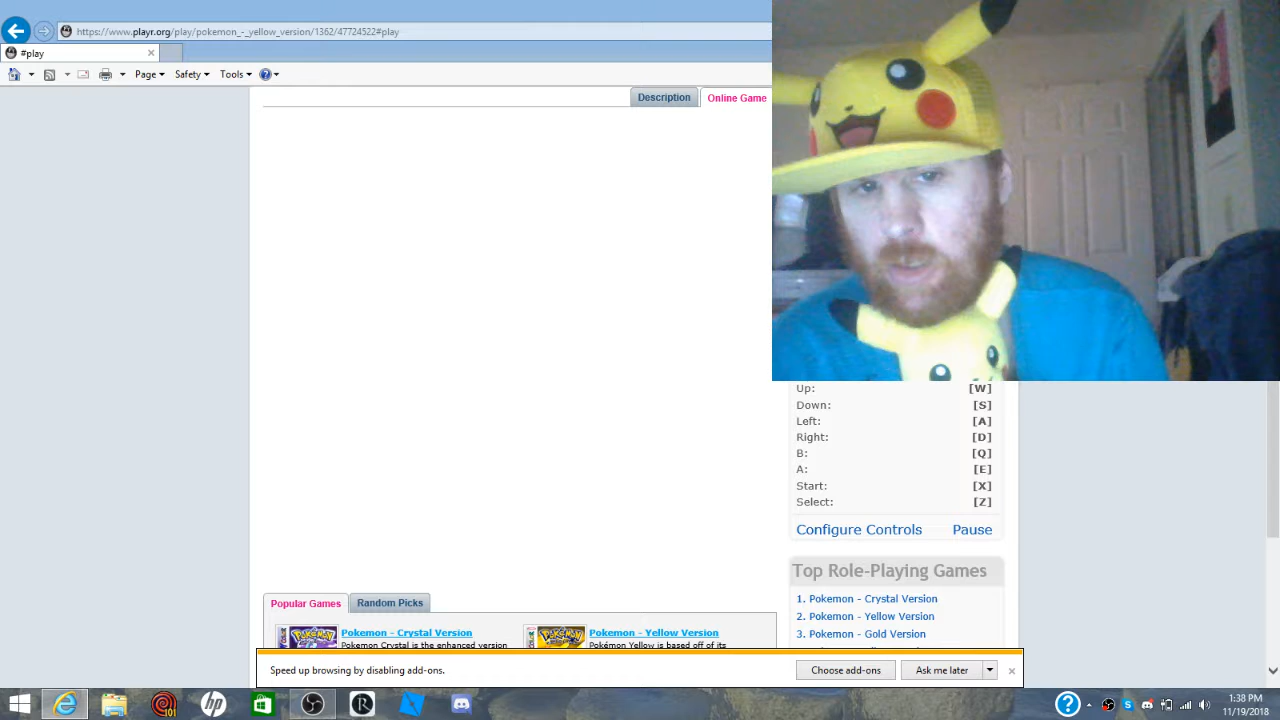 https://www.playr.org/play/pokemon_-_yellow_version/1362/47724522#play
#play
Page
Safety
Tools
Description
Online Game
Up: [W]
Down: [S]
Left: [A]
Right: [D]
B: [Q]
A: [E]
Start: [X]
Select: [Z]
Configure Controls Pause
Top Role-Playing Games
1. Pokemon - Crystal Version
2. Pokemon - Yellow Version
3. Pokemon - Gold Version
Popular Games
Random Picks
Pokemon - Crystal Version
Pokemon Crystal is the enhanced version
Pokemon - Yellow Version
Pokémon Yellow is based off of its
Speed up browsing by disabling add-ons.
Choose add-ons
Ask me later
101
hp
R
1:38 PM
11/19/2018